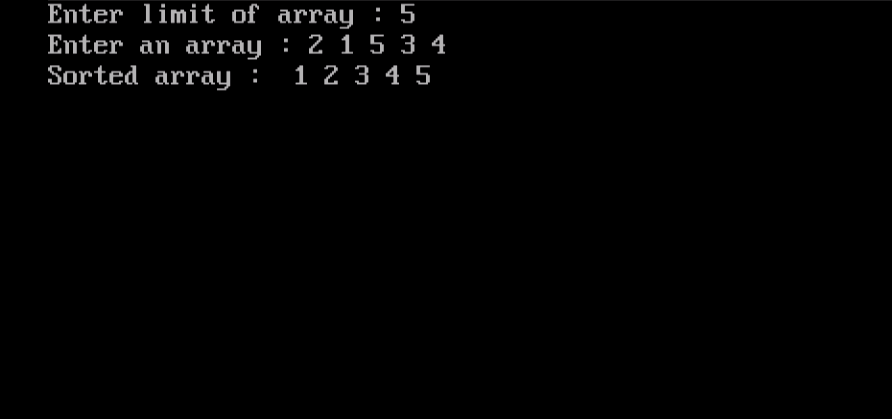 Enter limit of array : 5
Enter an array : 2 1 5 3 4
Sorted array :  1 2 3 4 5